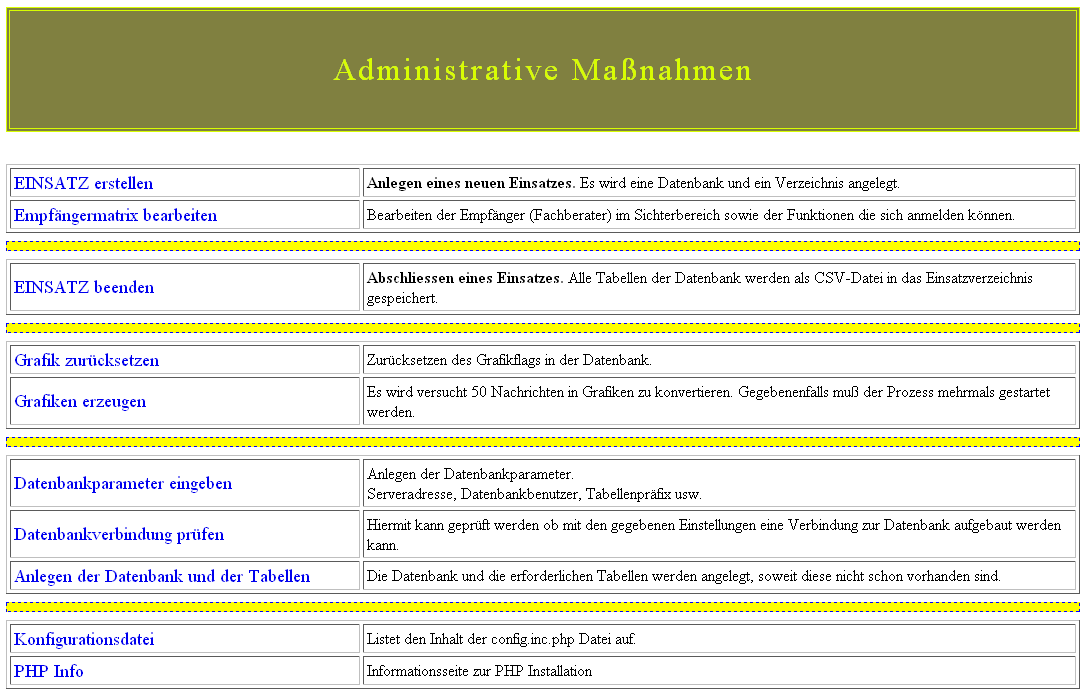 Administrative Maßnahmen
EINSATZ erstellen
Anlegen eines neuen Einsatzes. Es wird eine Datenbank und ein Verzeichnis angelegt.
Empfängermatrix bearbeiten
Bearbeiten der Empfänger (Fachberater) im Sichterbereich sowie der Funktionen die sich anmelden können.
EINSATZ beenden
Abschliessen eines Einsatzes. Alle Tabellen der Datenbank werden als CSV-Datei in das Einsatzverzeichnis
gespeichert.
Grafik zurücksetzen
Zurücksetzen des Grafikflags in der Datenbank.
Grafiken erzeugen
Es wird versucht 50 Nachrichten in Grafiken zu konvertieren. Gegebenenfalls muß der Prozess mehrmals gestartet
werden.
Datenbankparameter eingeben
Anlegen der Datenbankparameter.
Serveradresse, Datenbankbenutzer, Tabellenpräfix usw.
Datenbankverbindung prüfen
Hiermit kann geprüft werden ob mit den gegebenen Einstellungen eine Verbindung zur Datenbank aufgebaut werden
kann.
Anlegen der Datenbank und der Tabellen
Die Datenbank und die erforderlichen Tabellen werden angelegt, soweit diese nicht schon vorhanden sind.
Konfigurationsdatei
Listet den Inhalt der config.inc.php Datei auf.
PHP Info
Informationsseite zur PHP Installation